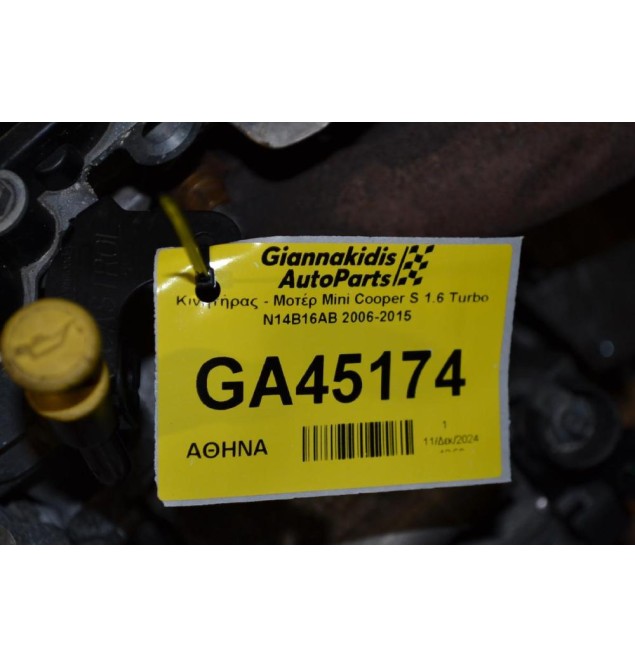 Giannakidis
AutoParts
Κινητήρας - Μοτέρ Mini Cooper S 1.6 Turbo
N14B16AB 2006-2015
GA45174
ΑΘΗΝΑ
1
11/Δεκ/2024